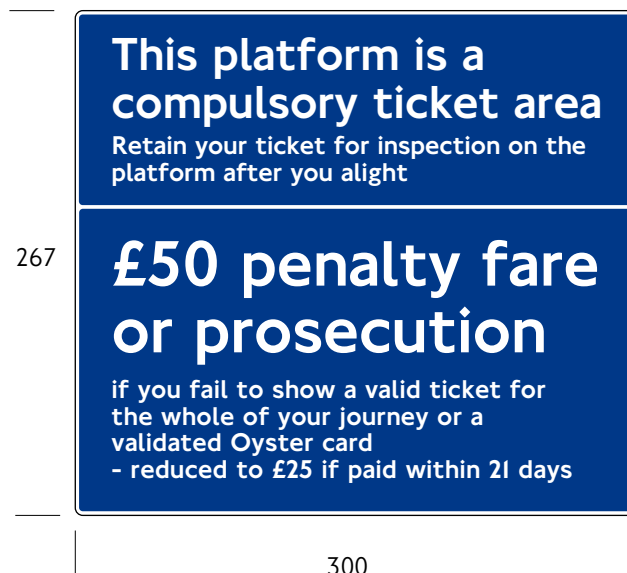 This platform is a
compulsory ticket area
Retain your ticket for inspection on the
platform after you alight
267
£50 penalty fare
or prosecution
if you fail to show a valid ticket for
the whole of your journey or a
validated Oyster card
- reduced to £25 if paid within 21 days
300